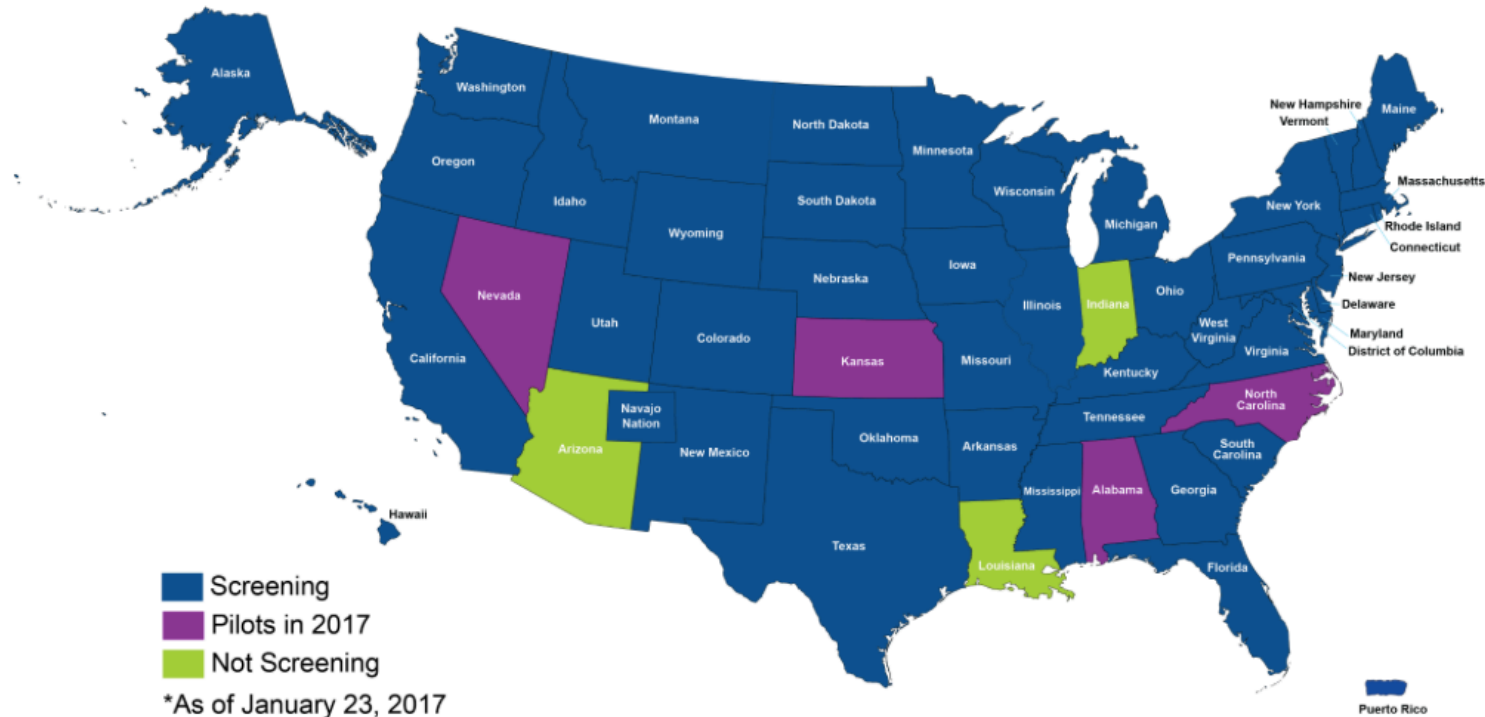 Alaska
Washington
Montana
North Dakota
Minnesota
New Hampshire
Vermont
Maine
Oregon
Idaho
Wyoming
South Dakota
Wisconsin
Michigan
New York
Massachusetts
Rhode Island
Connecticut
Nevada
Utah
Colorado
Nebraska
Iowa
Illinois
Indiana
Ohio
Pennsylvania
New Jersey
Delaware
Maryland
District of Columbia
California
Kansas
Missouri
Kentucky
West
Virginia
Virginia
Arizona
Navajo
Nation
New Mexico
Oklahoma
Arkansas
Tennessee
North
Carolina
South
Carolina
Texas
Louisiana
Mississippi
Alabama
Georgia
Florida
Hawaii
Puerto Rico
Screening
Pilots in 2017
Not Screening
*As of January 23, 2017